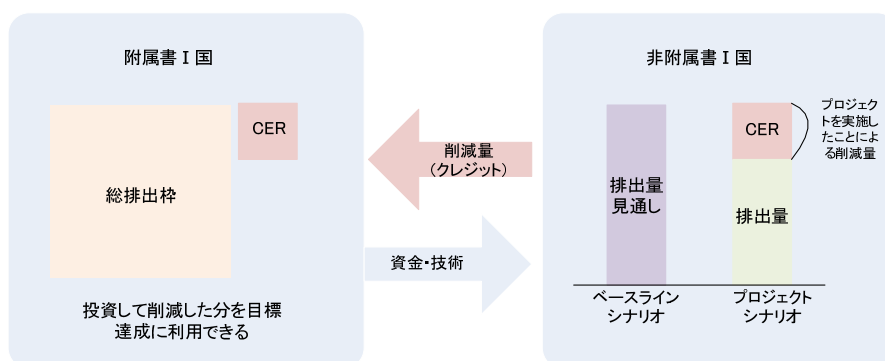 附属書Ⅰ国
CER
総排出枠
投資して削減した分を目標
達成に利用できる
削減量
(クレジット)
資金・技術
非附属書Ⅰ国
排出量
見通し
CER
排出量
プロジェク
トを実施し
たことによ
る削減量
ベースライン
シナリオ
プロジェクト
シナリオ